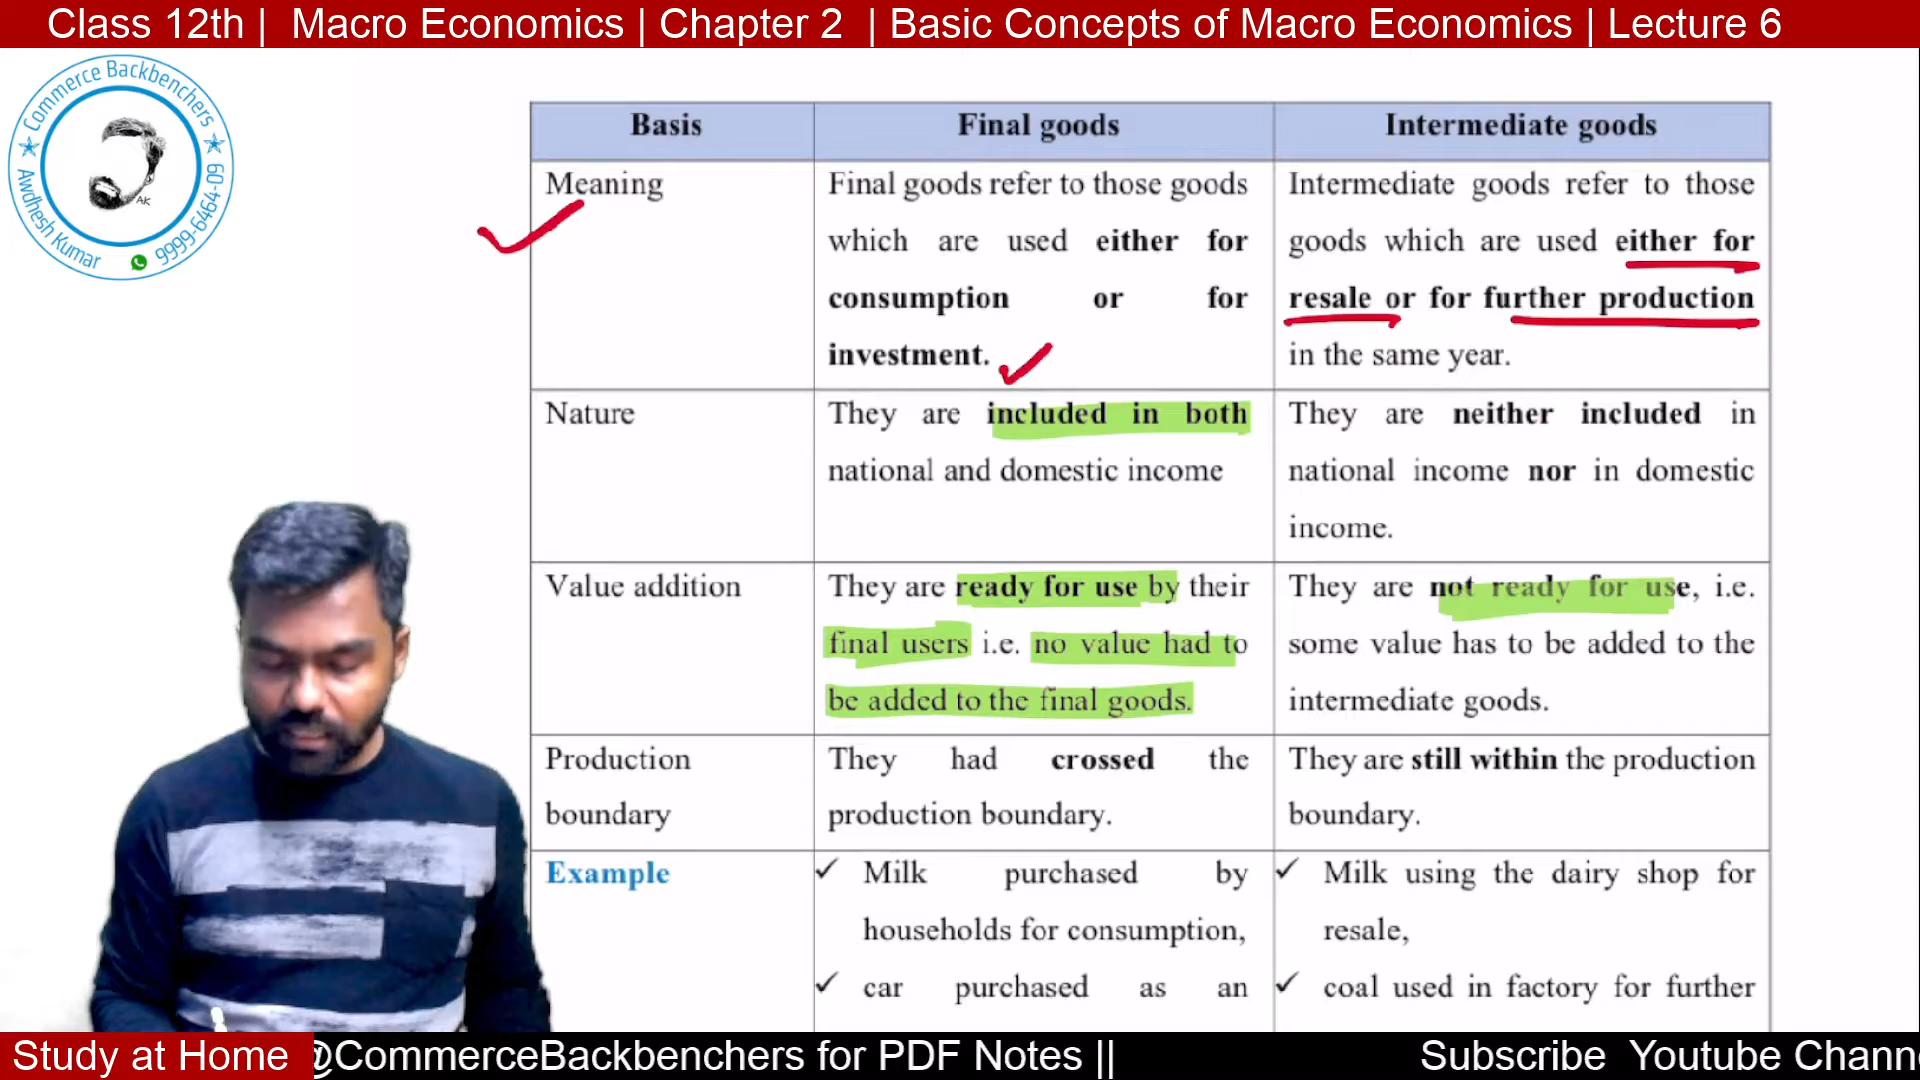 Class 12th | Macro Economics | Chapter 2 | Basic Concepts of Macro Economics | Lecture 6
Commerce Backbenchers
AK
Awdhesh Kumar
9999-6464-09
Basis
Final goods
Intermediate goods
Meaning
Final goods refer to those goods
which are used either for
consumption or for
investment.
Intermediate goods refer to those
goods which are used either for
resale or for further production
in the same year.
Nature
They are included in both
national and domestic income
They are neither included in
national income nor in domestic
income.
Value addition
They are ready for use by their
final users i.e. no value had to
be added to the final goods.
They are not ready for use, i.e.
some value has to be added to the
intermediate goods.
Production
boundary
They had crossed the
production boundary.
They are still within the production
boundary.
Example
✓ Milk purchased by
households for consumption,
✓ car purchased as an
✓ Milk using the dairy shop for
resale,
✓ coal used in factory for further
Study at Home
@CommerceBackbenchers for PDF Notes ||
Subscribe Youtube Chann